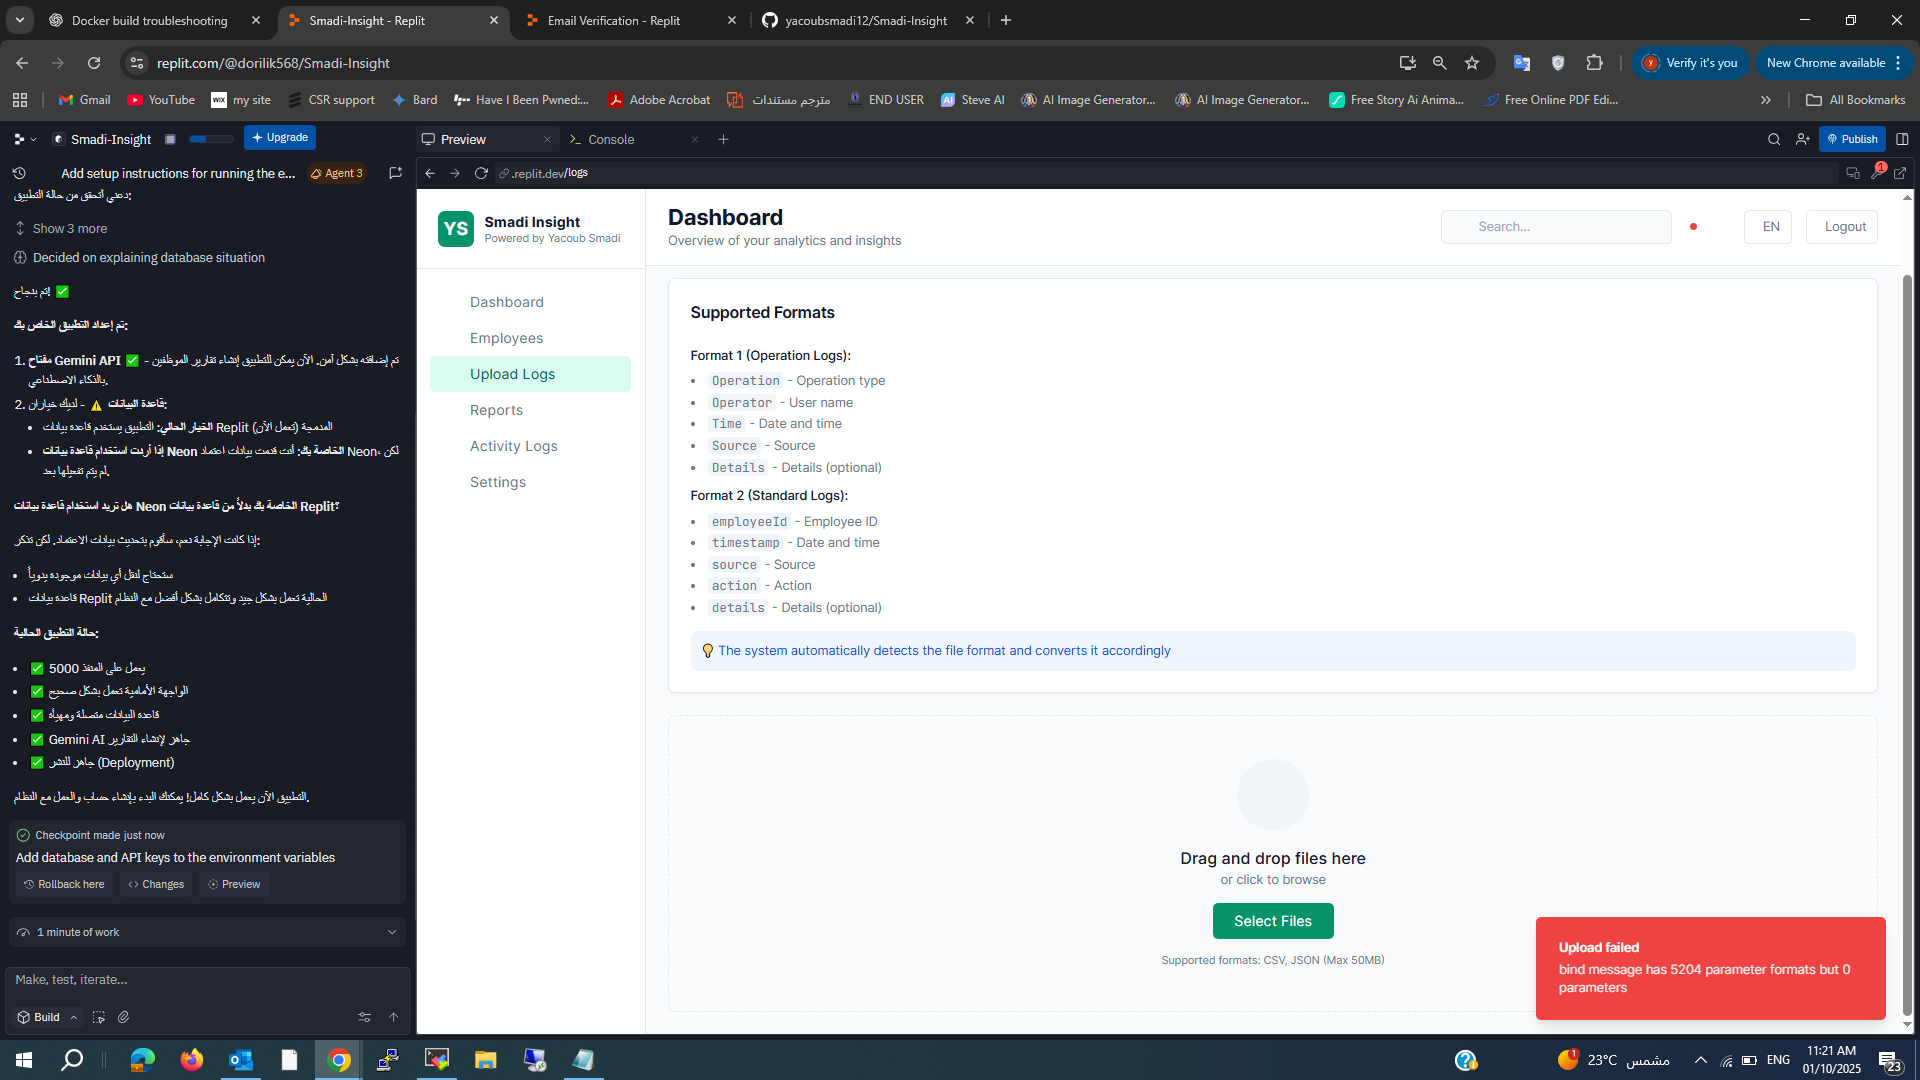 Docker build troubleshooting
Smadi-Insight - Replit
Email Verification - Replit
yacoubsmadi12/Smadi-Insight
replit.com/@dorilik568/Smadi-Insight
Verify it's you
New Chrome available
Gmail
YouTube
WIX my site
CSR support
Bard
Have I Been Pwned:...
Adobe Acrobat
مترجم مستندات
END USER
Steve AI
AI Image Generator...
AI Image Generator...
Free Story Ai Anima...
Free Online PDF Edi...
All Bookmarks
Smadi-Insight
Upgrade
Preview
Console
Publish
Add setup instructions for running the e...
Agent 3
.replit.dev/logs
1
دعني أتحقق من حالة التطبيق:
Show 3 more
Decided on explaining database situation
تم بنجاح! ✅
تم إعداد التطبيق الخاص بك:
1. مفتاح Gemini API ✅ - تم إضافته بشكل آمن. الآن يمكن للتطبيق إنشاء تقارير الموظفين
بالذكاء الاصطناعي.
2. قاعدة البيانات ⚠️ - لديك خياران:
الخيار الحالي: التطبيق يستخدم قاعدة بيانات Replit المدمجة (تعمل الآن)
إذا أردت استخدام قاعدة بيانات Neon الخاصة بك: أنت قدمت بيانات اعتماد Neon، لكن
لم يتم تفعيلها بعد.
هل تريد استخدام قاعدة بيانات Neon الخاصة بك بدلاً من قاعدة بيانات Replit؟
إذا كانت الإجابة نعم، سأقوم بتحديث بيانات الاعتماد. لكن تذكر:
ستحتاج لنقل أي بيانات موجودة يدوياً
قاعدة بيانات Replit الحالية تعمل بشكل جيد وتتكامل بشكل أفضل مع النظام
حالة التطبيق الحالية:
✅ يعمل على المنفذ 5000
✅ الواجهة الأمامية تعمل بشكل صحيح
✅ قاعدة البيانات متصلة ومهيأة
✅ Gemini AI جاهز لإنشاء التقارير
✅ جاهز للنشر (Deployment)
التطبيق الآن يعمل بشكل كامل! يمكنك البدء بإنشاء حساب والعمل مع النظام.
Checkpoint made just now
Add database and API keys to the environment variables
Rollback here
Changes
Preview
1 minute of work
Make, test, iterate...
Build
YS
Smadi Insight
Powered by Yacoub Smadi
Dashboard
Employees
Upload Logs
Reports
Activity Logs
Settings
Dashboard
Overview of your analytics and insights
Search...
EN
Logout
Supported Formats
Format 1 (Operation Logs):
Operation - Operation type
Operator - User name
Time - Date and time
Source - Source
Details - Details (optional)
Format 2 (Standard Logs):
employeeId - Employee ID
timestamp - Date and time
source - Source
action - Action
details - Details (optional)
💡 The system automatically detects the file format and converts it accordingly
Drag and drop files here
or click to browse
Select Files
Supported formats: CSV, JSON (Max 50MB)
Upload failed
bind message has 5204 parameter formats but 0
parameters
1
23°C
مشمس
ENG
11:21 AM
01/10/2025
23